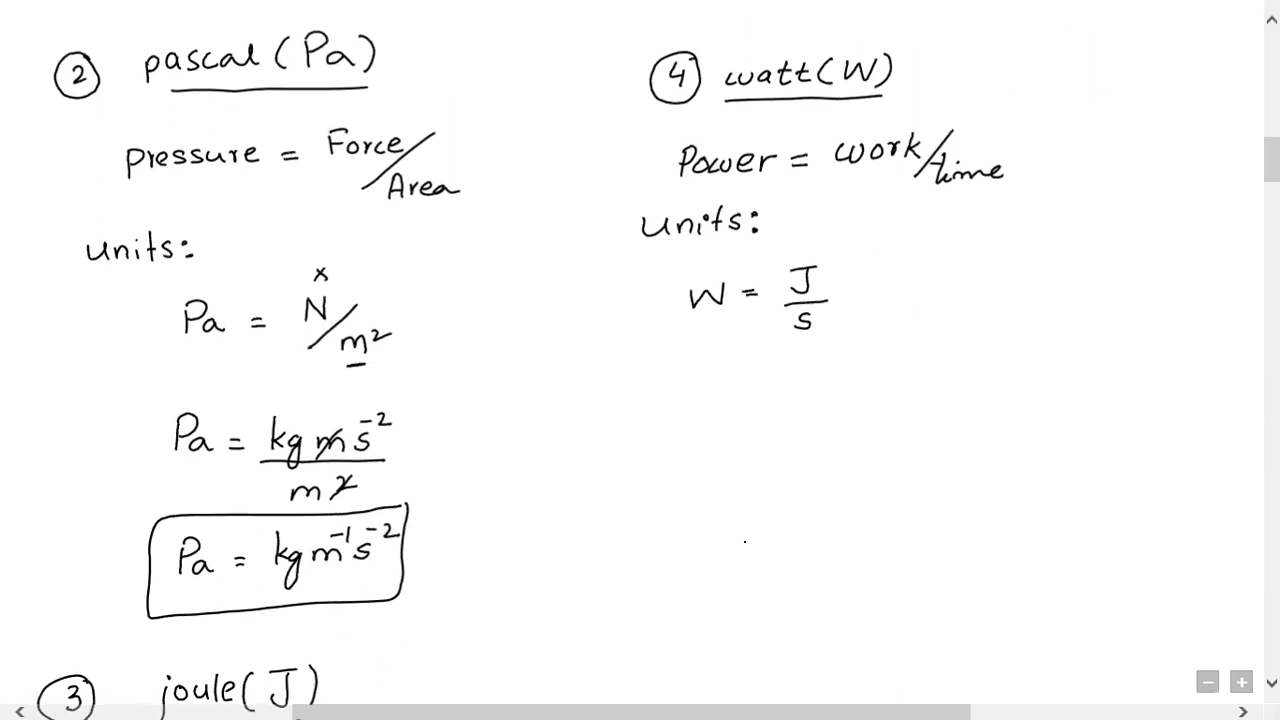 ② pascal (Pa)
Pressure = Force/Area
units:
x
Pa = N/m²
Pa = kg m s⁻² / m²
Pa = kg m⁻¹ s⁻²
③ joule (J)
④ watt (W)
Power = work/time
units:
W = J/s